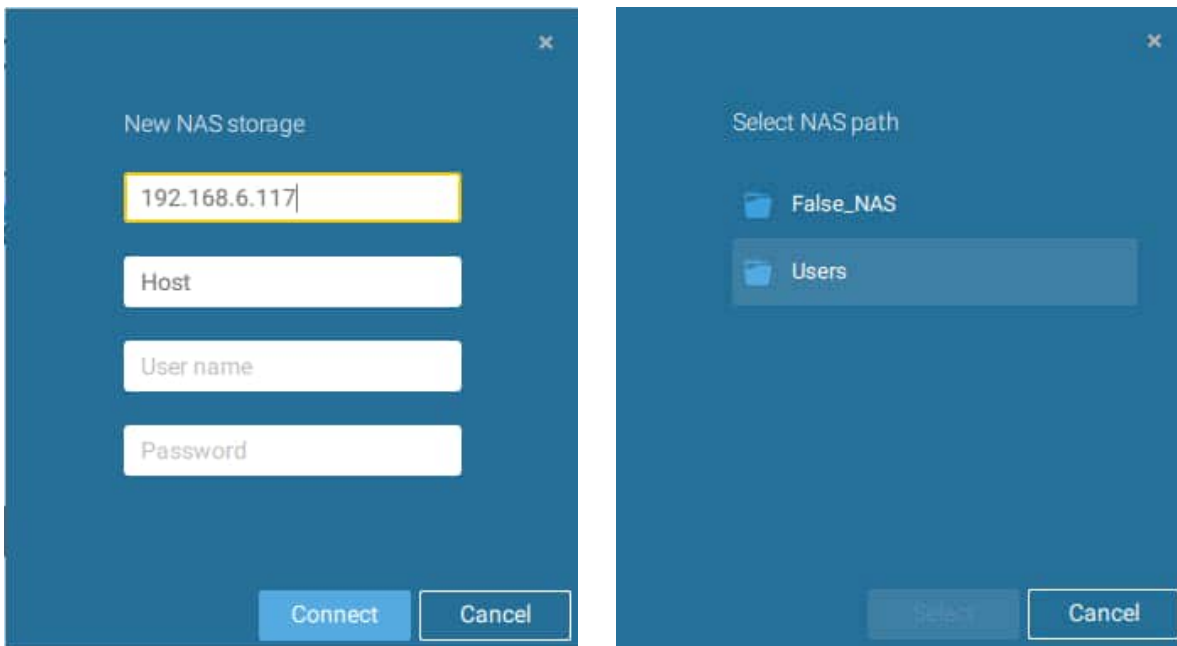 ×
New NAS storage
192.168.6.117
Host
User name
Password
Connect
Cancel
×
Select NAS path
False_NAS
Users
Select
Cancel